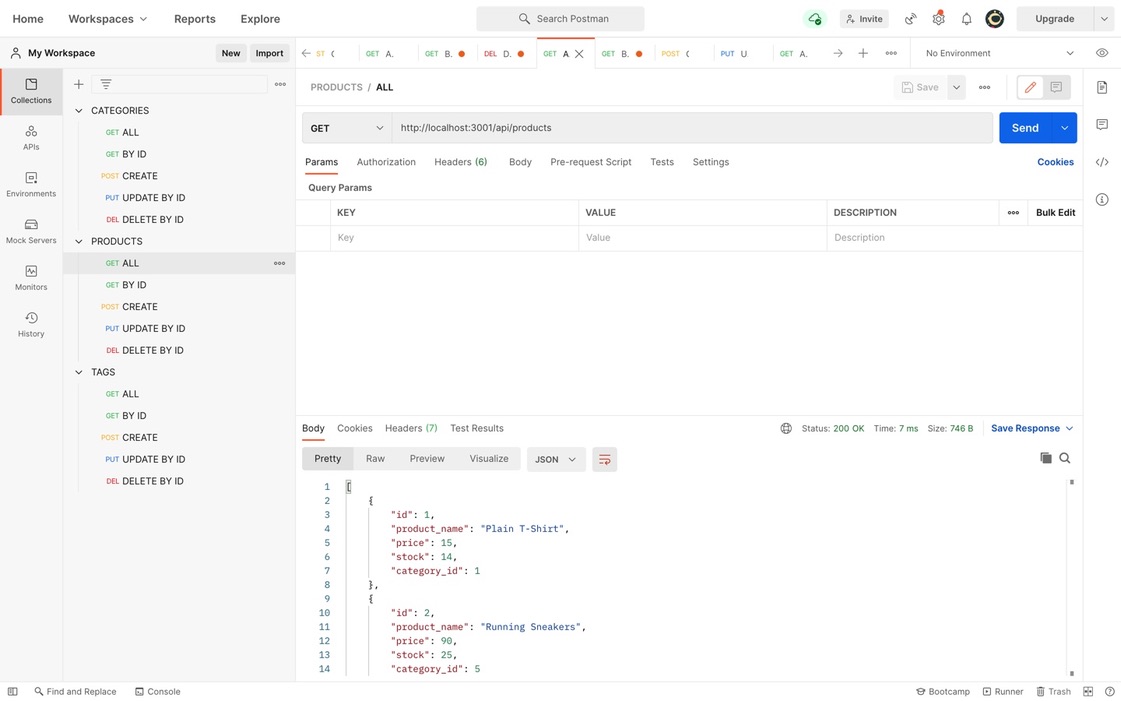 Home Workspaces Reports Explore Search Postman Invite Upgrade
My Workspace New Import ST GET A. GET B. DEL D. GET A GET B. POST PUT U. GET A. No Environment
Collections
APIs
Environments
Mock Servers
Monitors
History
CATEGORIES
GET ALL
GET BY ID
POST CREATE
PUT UPDATE BY ID
DEL DELETE BY ID
PRODUCTS
GET ALL
GET BY ID
POST CREATE
PUT UPDATE BY ID
DEL DELETE BY ID
TAGS
GET ALL
GET BY ID
POST CREATE
PUT UPDATE BY ID
DEL DELETE BY ID
PRODUCTS / ALL Save
GET http://localhost:3001/api/products Send
Params Authorization Headers (6) Body Pre-request Script Tests Settings Cookies
Query Params
KEY VALUE DESCRIPTION Bulk Edit
Key Value Description
Body Cookies Headers (7) Test Results Status: 200 OK Time: 7 ms Size: 746 B Save Response
Pretty Raw Preview Visualize JSON
1 [
2 {
3 "id": 1,
4 "product_name": "Plain T-Shirt",
5 "price": 15,
6 "stock": 14,
7 "category_id": 1
8 },
9 {
10 "id": 2,
11 "product_name": "Running Sneakers",
12 "price": 90,
13 "stock": 25,
14 "category_id": 5
Find and Replace Console Bootcamp Runner Trash